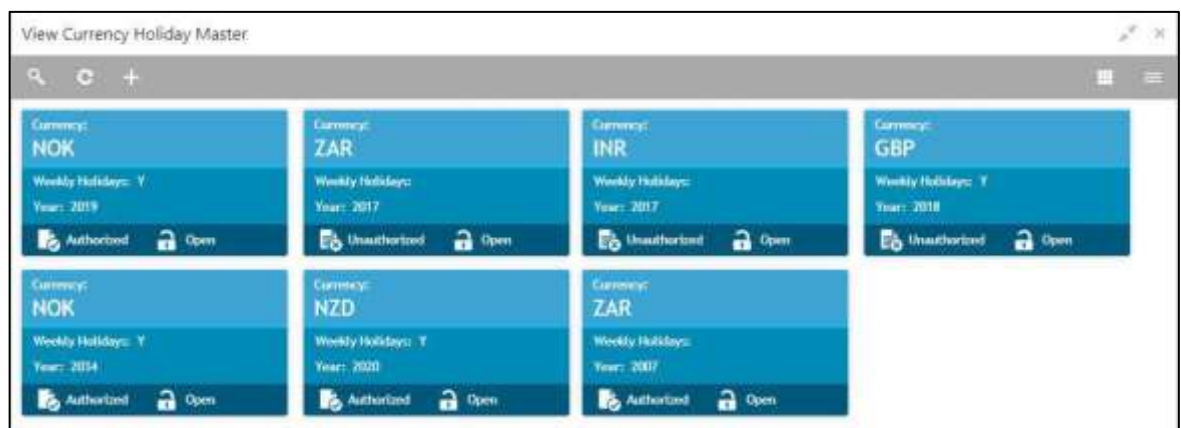 View Currency Holiday Master
Currency: Currency: Currency: Currency:
NOK ZAR INR GBP
Weekly Holidays: Y Weekly Holidays: Weekly Holidays: Weekly Holidays: Y
Year: 2019 Year: 2017 Year: 2017 Year: 2018
Authorized Open Unauthorized Open Unauthorized Open Unauthorized Open
Currency: Currency: Currency:
NOK NZD ZAR
Weekly Holidays: Y Weekly Holidays: Y Weekly Holidays:
Year: Year: 2020 Year: 2007
Authorized Open Authorized Open Authorized Open